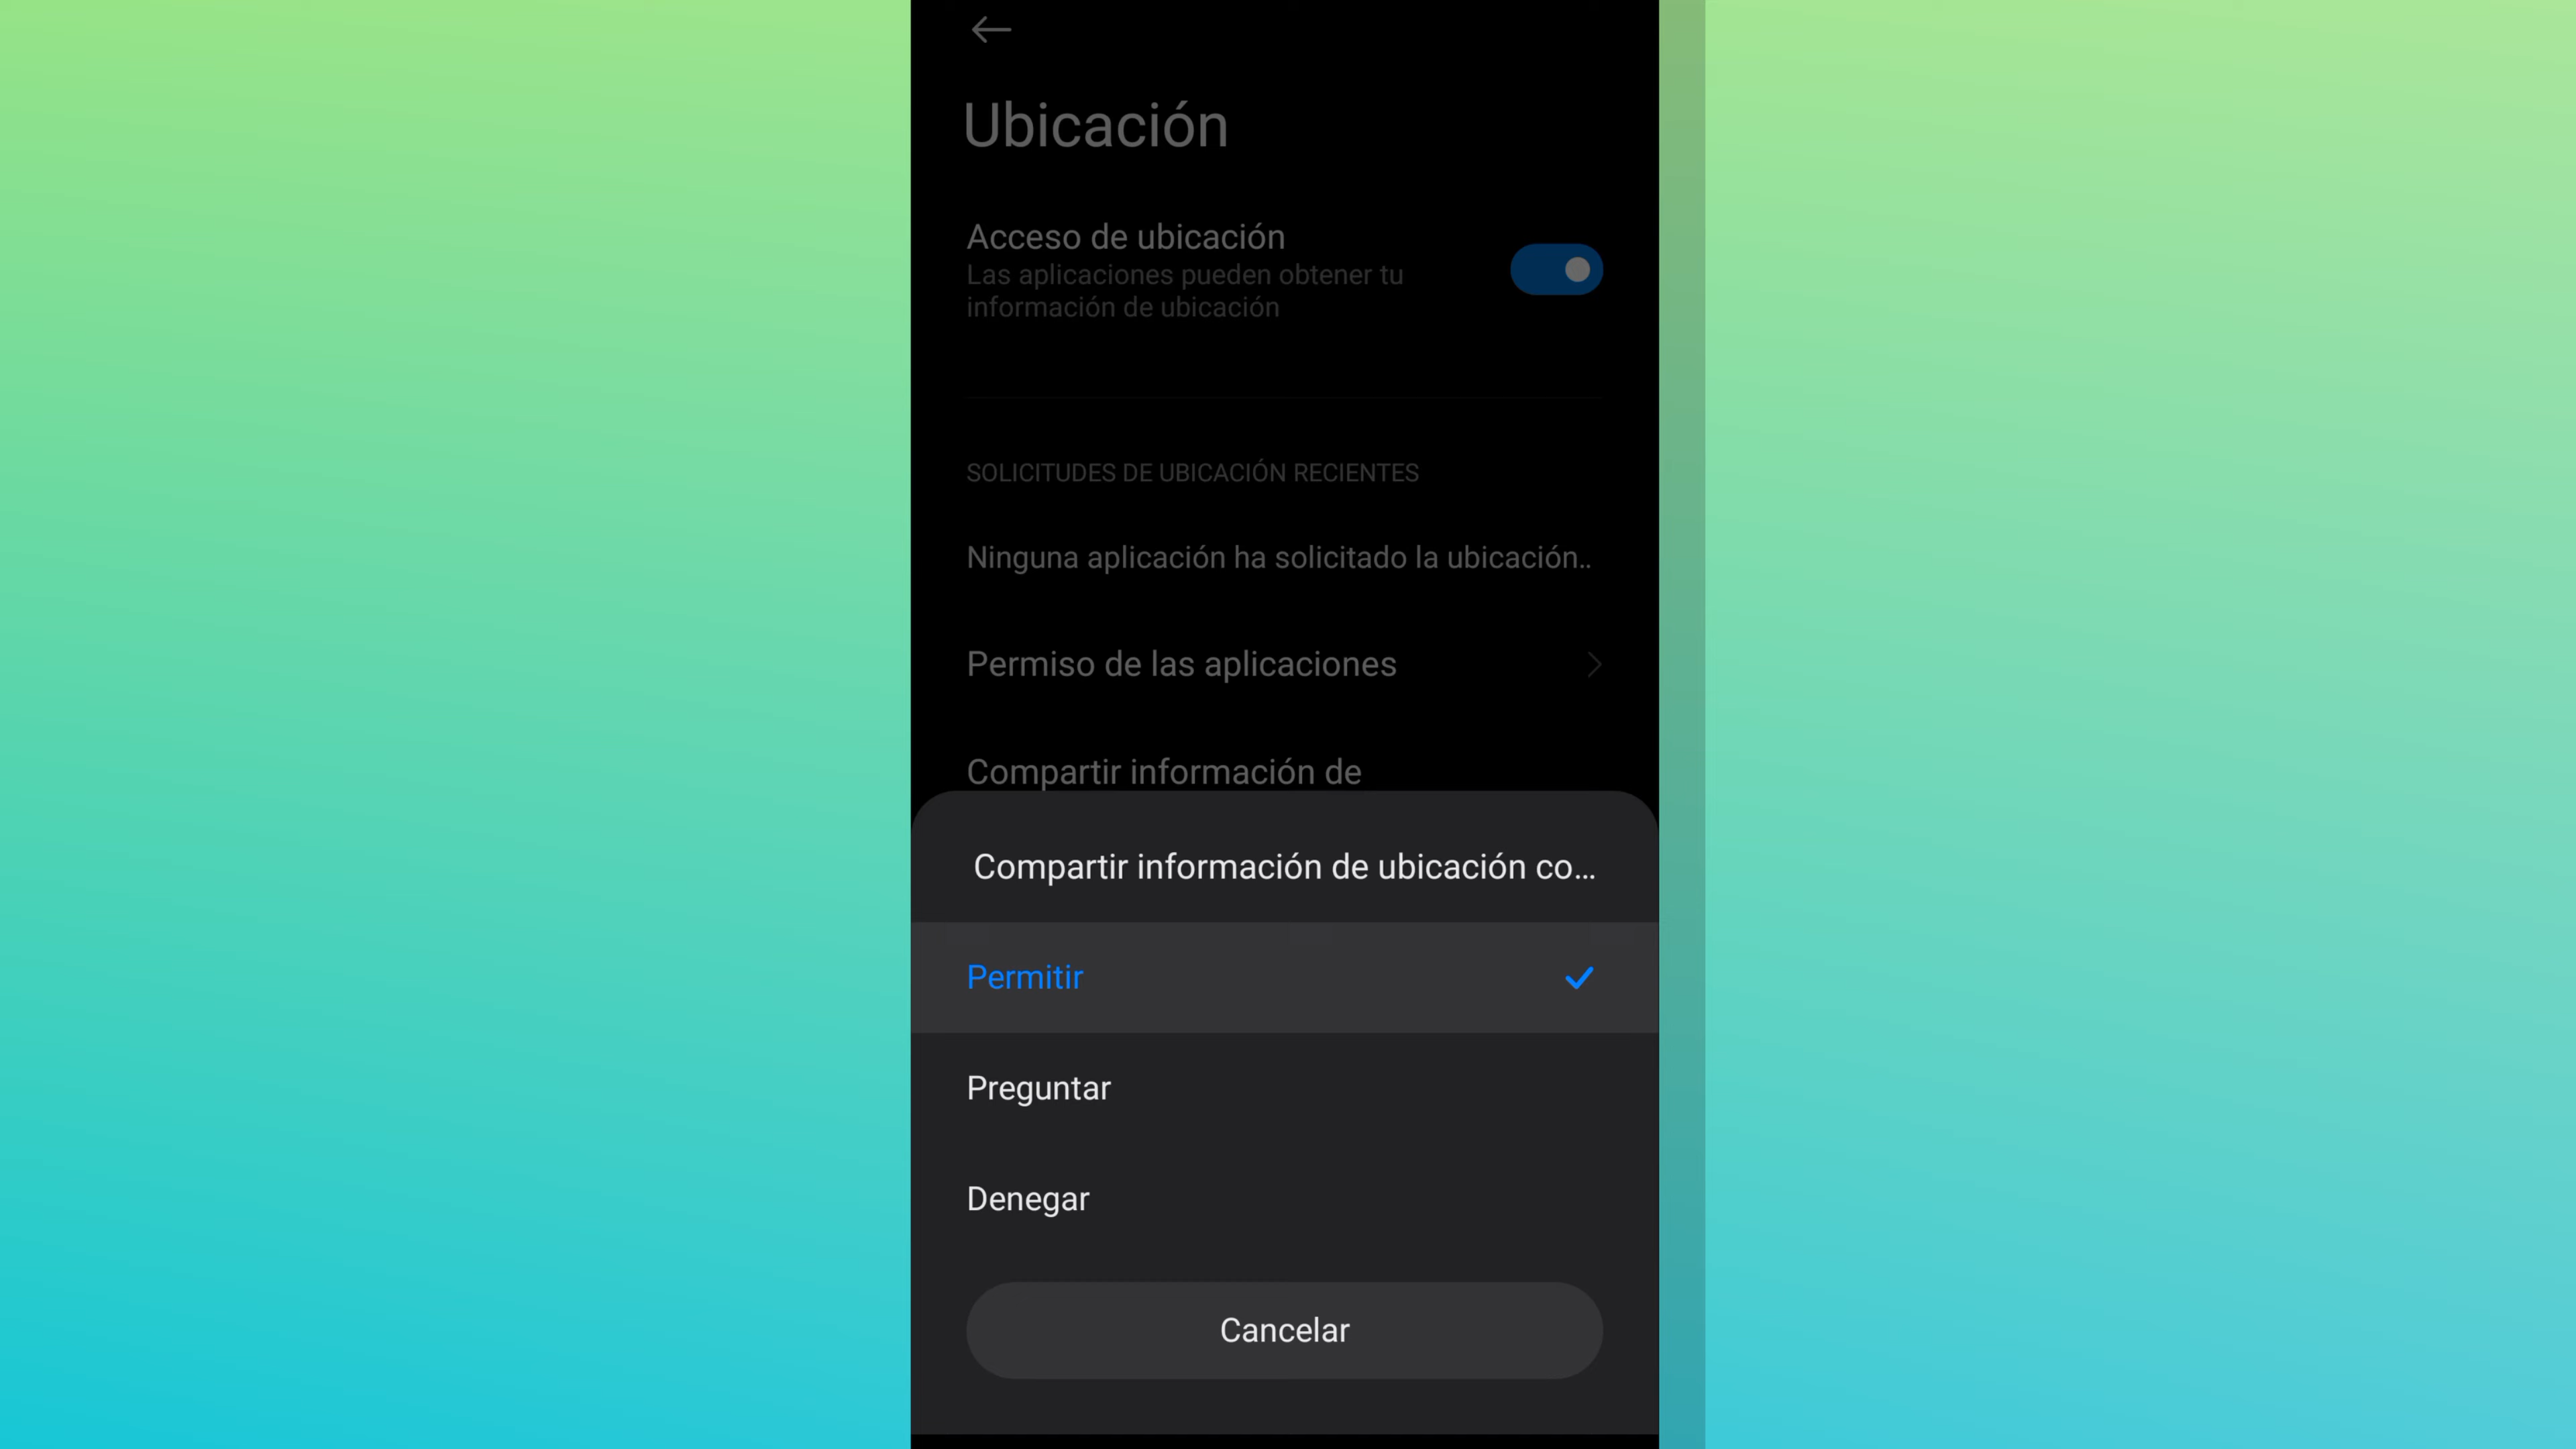 Ubicación
Acceso de ubicación
Las aplicaciones pueden obtener tu
información de ubicación
SOLICITUDES DE UBICACIÓN RECIENTES
Ninguna aplicación ha solicitado la ubicación..
Permiso de las aplicaciones
Compartir información de
Compartir información de ubicación co...
Permitir
Preguntar
Denegar
Cancelar